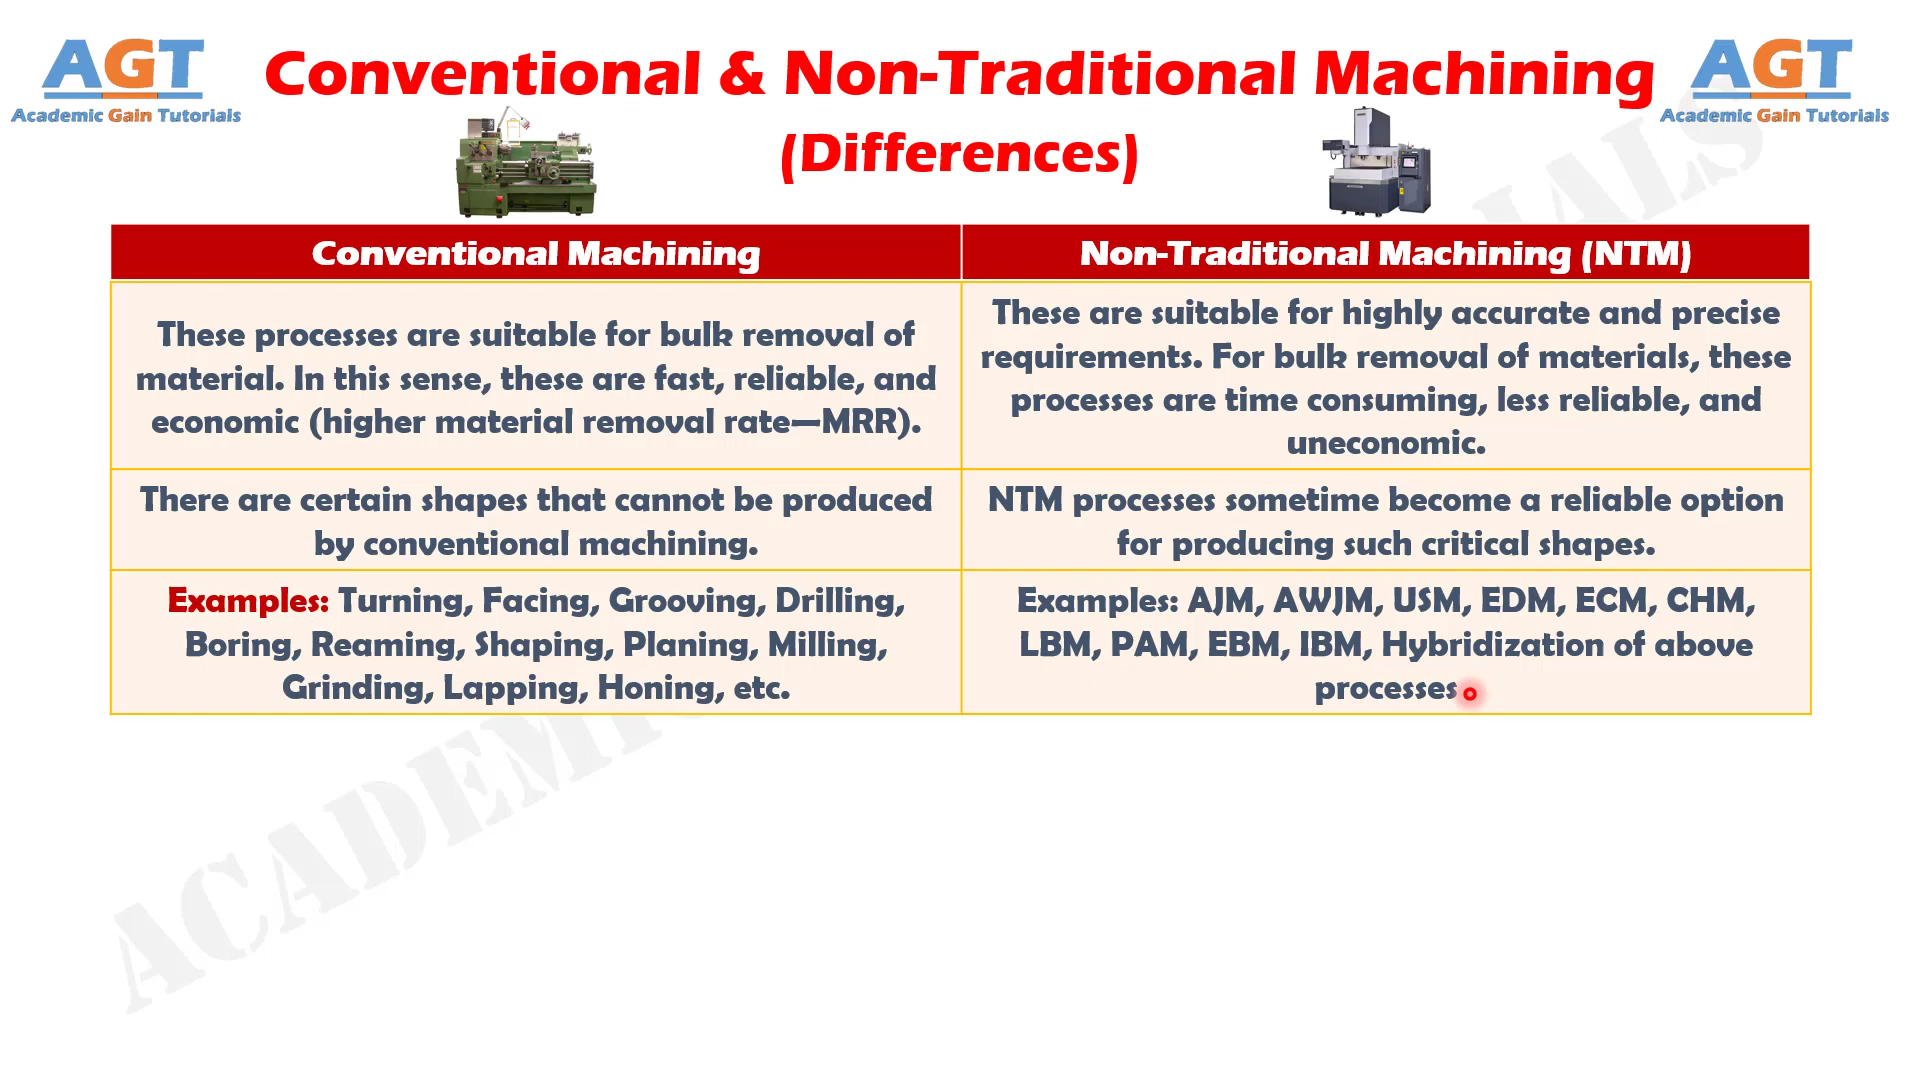 AGT
Academic Gain Tutorials
Conventional & Non-Traditional Machining
(Differences)
AGT
Academic Gain Tutorials
Conventional Machining
Non-Traditional Machining (NTM)
These processes are suitable for bulk removal of
material. In this sense, these are fast, reliable, and
economic (higher material removal rate—MRR).
These are suitable for highly accurate and precise
requirements. For bulk removal of materials, these
processes are time consuming, less reliable, and
uneconomic.
There are certain shapes that cannot be produced
by conventional machining.
NTM processes sometime become a reliable option
for producing such critical shapes.
Examples: Turning, Facing, Grooving, Drilling,
Boring, Reaming, Shaping, Planing, Milling,
Grinding, Lapping, Honing, etc.
Examples: AJM, AWJM, USM, EDM, ECM, CHM,
LBM, PAM, EBM, IBM, Hybridization of above
processes